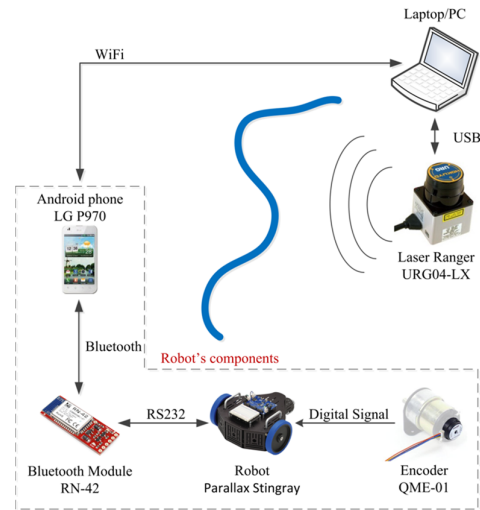 Laptop/PC
WiFi
USB
Android phone
LG P970
Laser Ranger
URG04-LX
Bluetooth
Robot's components
RS232
Digital Signal
Bluetooth Module
RN-42
Robot
Parallax Stingray
Encoder
QME-01